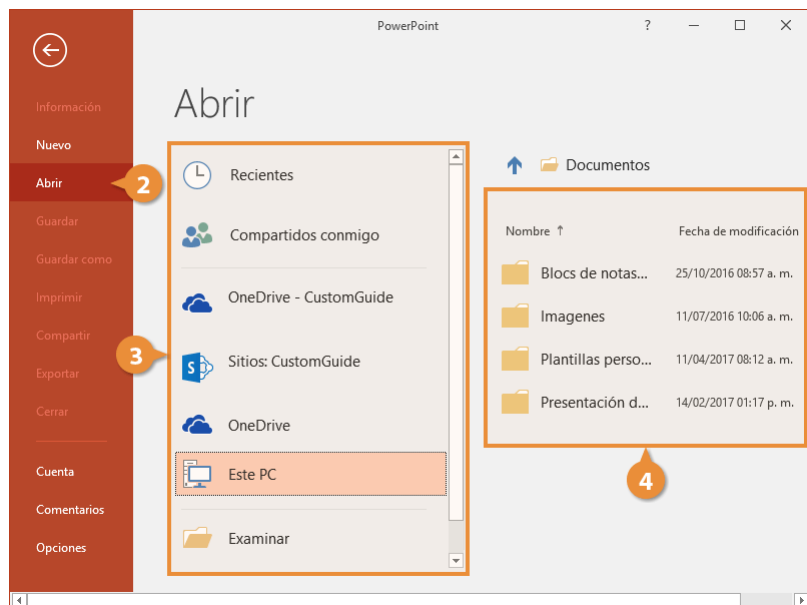 PowerPoint
?
Información
Nuevo
Abrir
Guardar
Guardar como
Imprimir
Compartir
Exportar
Cerrar
Cuenta
Comentarios
Opciones
2
Abrir
Recientes
Compartidos conmigo
OneDrive - CustomGuide
S
Sitios: CustomGuide
OneDrive
Este PC
Examinar
3
Documentos
Nombre ↑ Fecha de modificación
Blocs de notas... 25/10/2016 08:57 a. m.
Imagenes 11/07/2016 10:06 a. m.
Plantillas perso... 11/04/2017 08:12 a. m.
Presentación d... 14/02/2017 01:17 p. m.
4